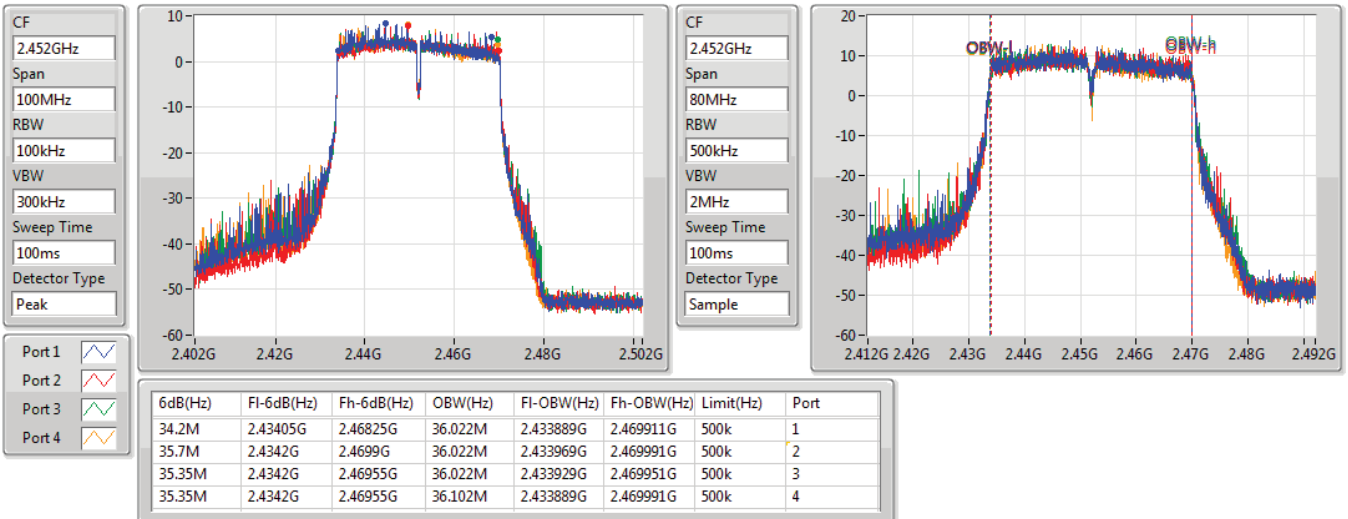 CF
2.452GHz
Span
100MHz
RBW
100kHz
VBW
300kHz
Sweep Time
100ms
Detector Type
Peak
10
0
-10
-20
-30
-40
-50
-60
2.402G 2.42G 2.44G 2.46G 2.48G 2.502G
CF
2.452GHz
Span
80MHz
RBW
500kHz
VBW
2MHz
Sweep Time
100ms
Detector Type
Sample
20
10
0
-10
-20
-30
-40
-50
-60
OBW-l OBW-h
2.412G 2.42G 2.43G 2.44G 2.45G 2.46G 2.47G 2.48G 2.492G
Port 1
Port 2
Port 3
Port 4
6dB(Hz) Fl-6dB(Hz) Fh-6dB(Hz) OBW(Hz) Fl-OBW(Hz) Fh-OBW(Hz) Limit(Hz) Port
34.2M 2.43405G 2.46825G 36.022M 2.433889G 2.469911G 500k 1
35.7M 2.4342G 2.4699G 36.022M 2.433969G 2.469991G 500k 2
35.35M 2.4342G 2.46955G 36.022M 2.433929G 2.469951G 500k 3
35.35M 2.4342G 2.46955G 36.102M 2.433889G 2.469991G 500k 4